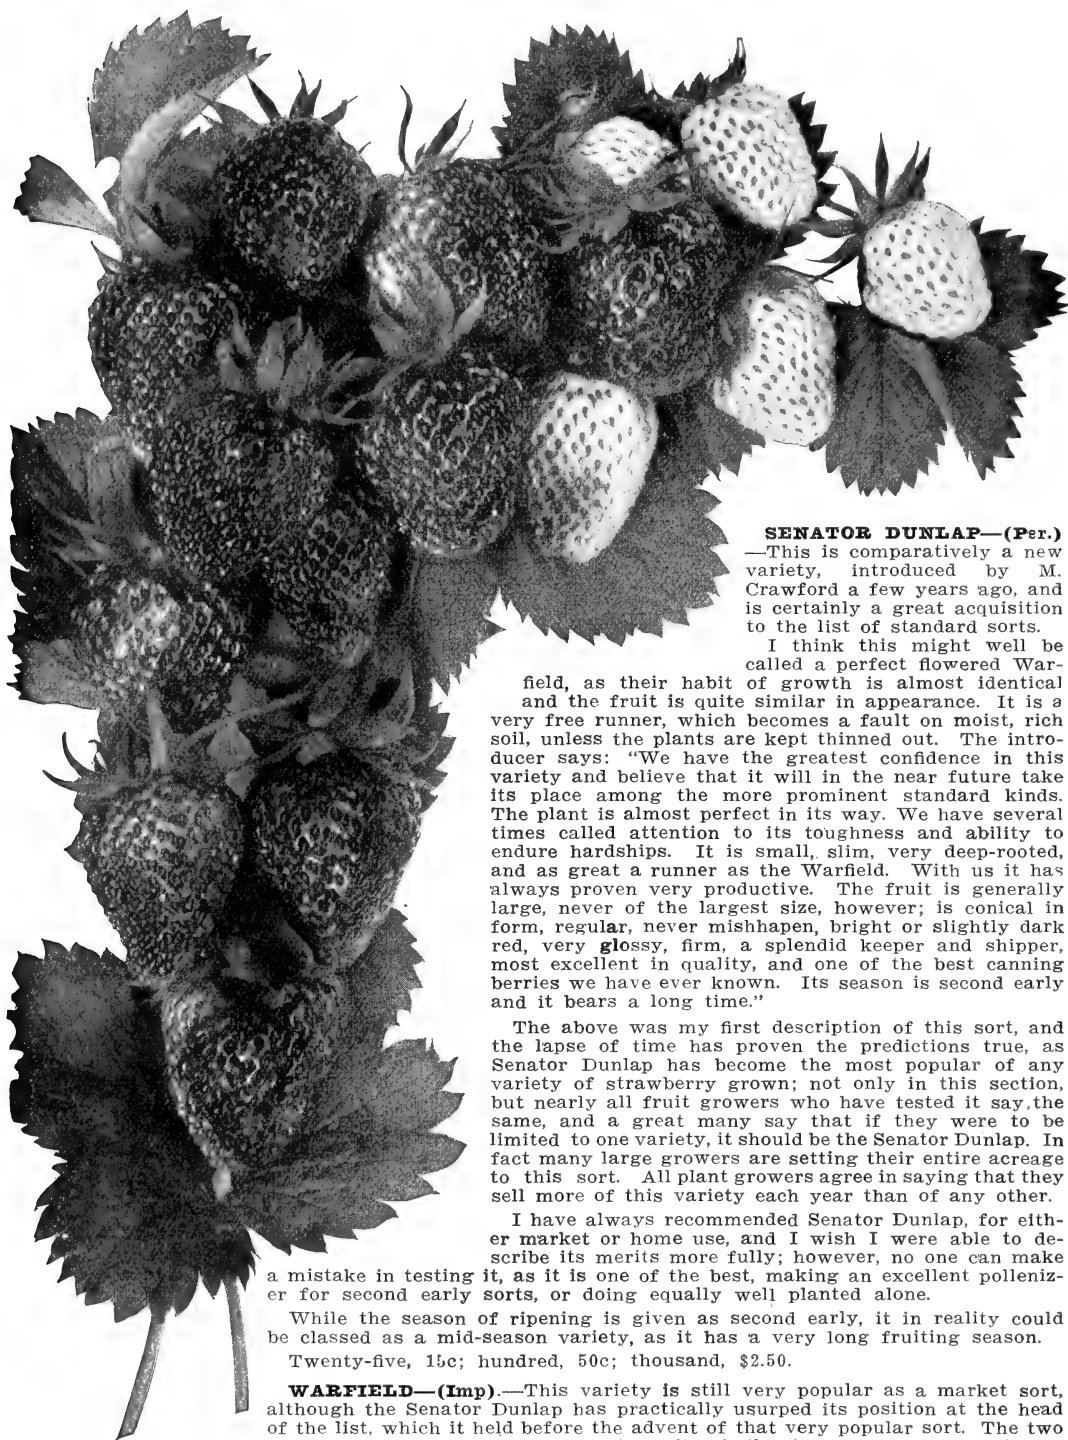 SENATOR DUNLAP—(Per.)
—This is comparatively a new
variety, introduced by M.
Crawford a few years ago, and
is certainly a great acquisition
to the list of standard sorts.
I think this might well be
called a perfect flowered War-
field, as their habit of growth is almost identical
and the fruit is quite similar in appearance. It is a
very free runner, which becomes a fault on moist, rich
soil, unless the plants are kept thinned out. The intro-
ducer says: “We have the greatest confidence in this
variety and believe that it will in the near future take
its place among the more prominent standard kinds.
The plant is almost perfect in its way. We have several
times called attention to its toughness and ability to
endure hardships. It is small, slim, very deep-rooted,
and as great a runner as the Warfield. With us it has
always proven very productive. The fruit is generally
large, never of the largest size, however; is conical in
form, regular, never mishhapen, bright or slightly dark
red, very glossy, firm, a splendid keeper and shipper,
most excellent in quality, and one of the best canning
berries we have ever known. Its season is second early
and it bears a long time.”
The above was my first description of this sort, and
the lapse of time has proven the predictions true, as
Senator Dunlap has become the most popular of any
variety of strawberry grown; not only in this section,
but nearly all fruit growers who have tested it say the
same, and a great many say that if they were to be
limited to one variety, it should be the Senator Dunlap. In
fact many large growers are setting their entire acreage
to this sort. All plant growers agree in saying that they
sell more of this variety each year than of any other.
I have always recommended Senator Dunlap, for eith-
er market or home use, and I wish I were able to de-
scribe its merits more fully; however, no one can make
a mistake in testing it, as it is one of the best, making an excellent polleniz-
er for second early sorts, or doing equally well planted alone.
While the season of ripening is given as second early, it in reality could
be classed as a mid-season variety, as it has a very long fruiting season.
Twenty-five, 15c; hundred, 50c; thousand, $2.50.
WARFIELD—(Imp).—This variety is still very popular as a market sort,
although the Senator Dunlap has practically usurped its position at the head
of the list, which it held before the advent of that very popular sort. The two